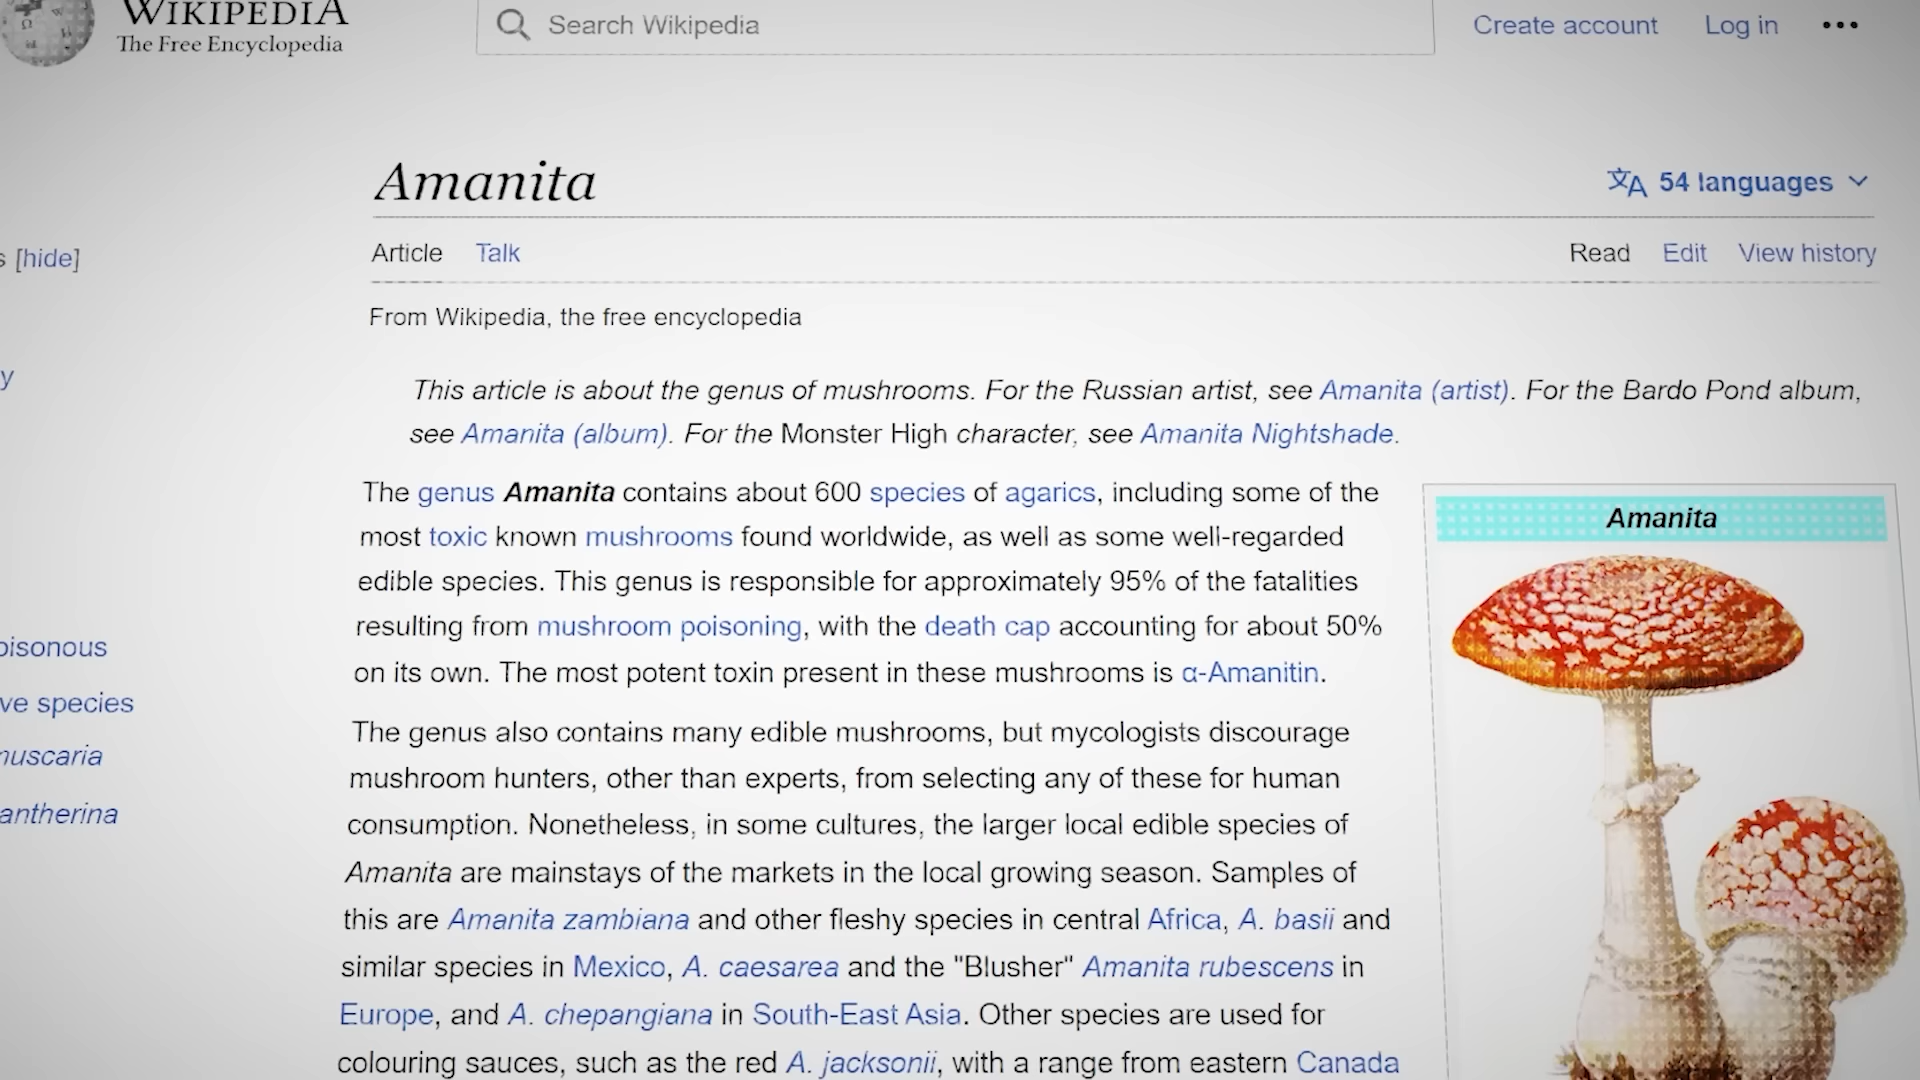 WIKIPEDIA
The Free Encyclopedia
Search Wikipedia
Create account
Log in
Amanita
54 languages
[hide]
Article
Talk
Read
Edit
View history
From Wikipedia, the free encyclopedia
This article is about the genus of mushrooms. For the Russian artist, see Amanita (artist). For the Bardo Pond album,
see Amanita (album). For the Monster High character, see Amanita Nightshade.
The genus Amanita contains about 600 species of agarics, including some of the
most toxic known mushrooms found worldwide, as well as some well-regarded
edible species. This genus is responsible for approximately 95% of the fatalities
resulting from mushroom poisoning, with the death cap accounting for about 50%
on its own. The most potent toxin present in these mushrooms is α-Amanitin.
The genus also contains many edible mushrooms, but mycologists discourage
mushroom hunters, other than experts, from selecting any of these for human
consumption. Nonetheless, in some cultures, the larger local edible species of
Amanita are mainstays of the markets in the local growing season. Samples of
this are Amanita zambiana and other fleshy species in central Africa, A. basii and
similar species in Mexico, A. caesarea and the "Blusher" Amanita rubescens in
Europe, and A. chepangiana in South-East Asia. Other species are used for
colouring sauces, such as the red A. jacksonii, with a range from eastern Canada
Amanita
oisonous
ve species
muscaria
antherina